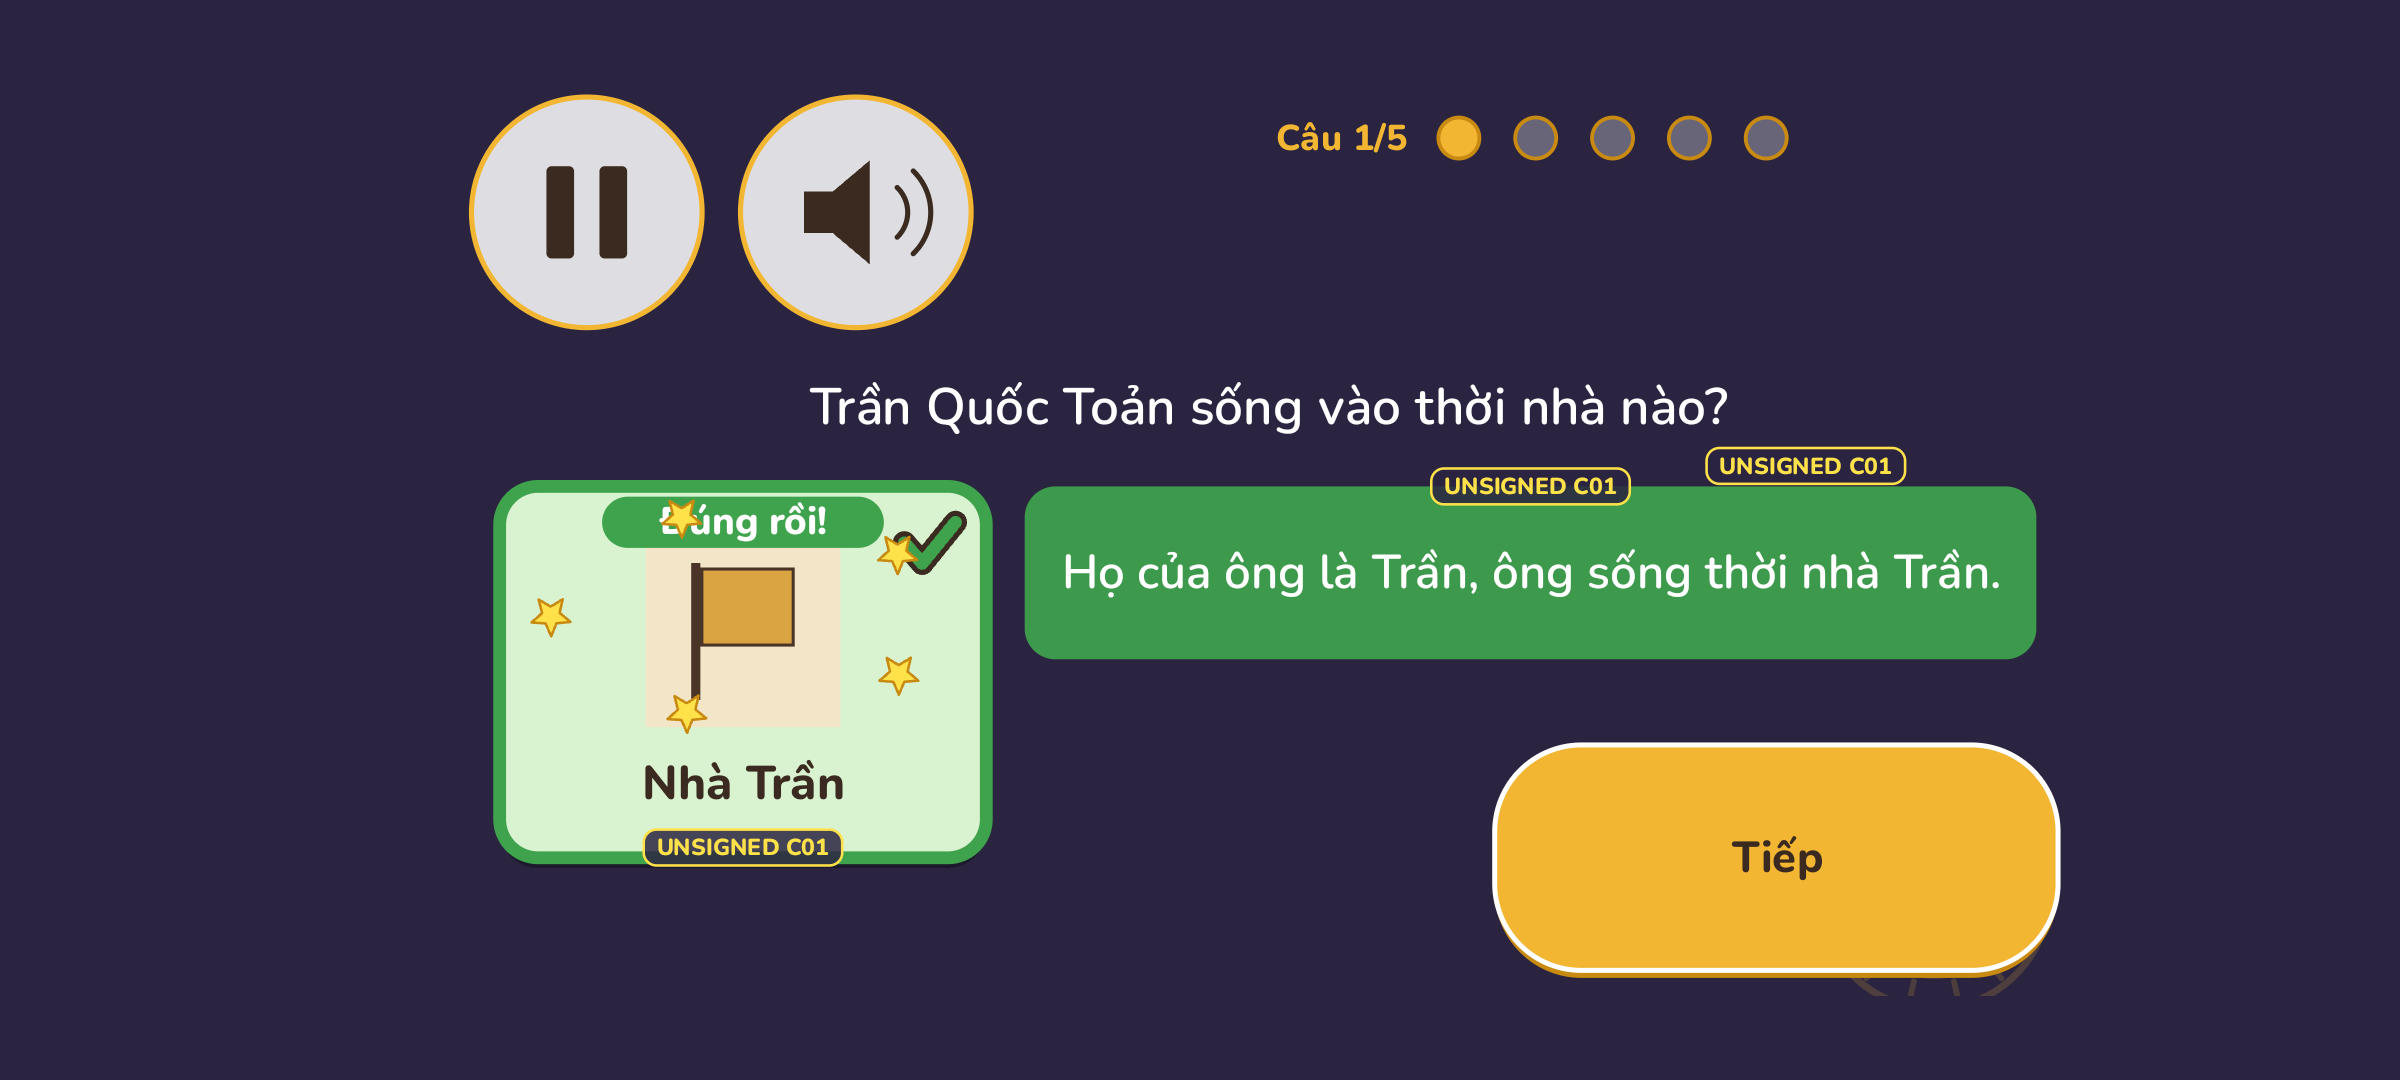 Câu 1/5
Trần Quốc Toản sống vào thời nhà nào?
UNSIGNED C01
UNSIGNED C01
Đúng rồi!
Họ của ông là Trần, ông sống thời nhà Trần.
Nhà Trần
UNSIGNED C01
Tiếp